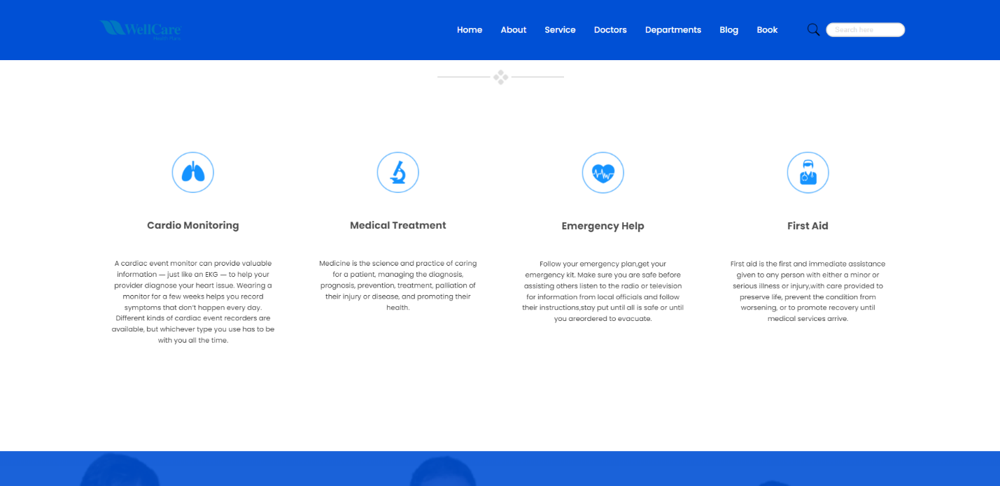 WellCare
Health Care
Home About Service Doctors Departments Blog Book
Search here
Cardio Monitoring
A cardiac event monitor can provide valuable
information — just like an EKG — to help your
provider diagnose your heart issue. Wearing a
monitor for a few weeks helps you record
symptoms that don’t happen every day.
Different kinds of cardiac event recorders are
available, but whichever type you use has to be
with you all the time.
Medical Treatment
Medicine is the science and practice of caring
for a patient, managing the diagnosis,
prognosis, prevention, treatment, palliation of
their injury or disease, and promoting their
health.
Emergency Help
Follow your emergency plan,get your
emergency kit. Make sure you are safe before
assisting others listen to the radio or television
for information from local officials and follow
their instructions,stay put until all is safe or until
you areordered to evacuate.
First Aid
First aid is the first and immediate assistance
given to any person with either a minor or
serious illness or injury,with care provided to
preserve life, prevent the condition from
worsening, or to promote recovery until
medical services arrive.